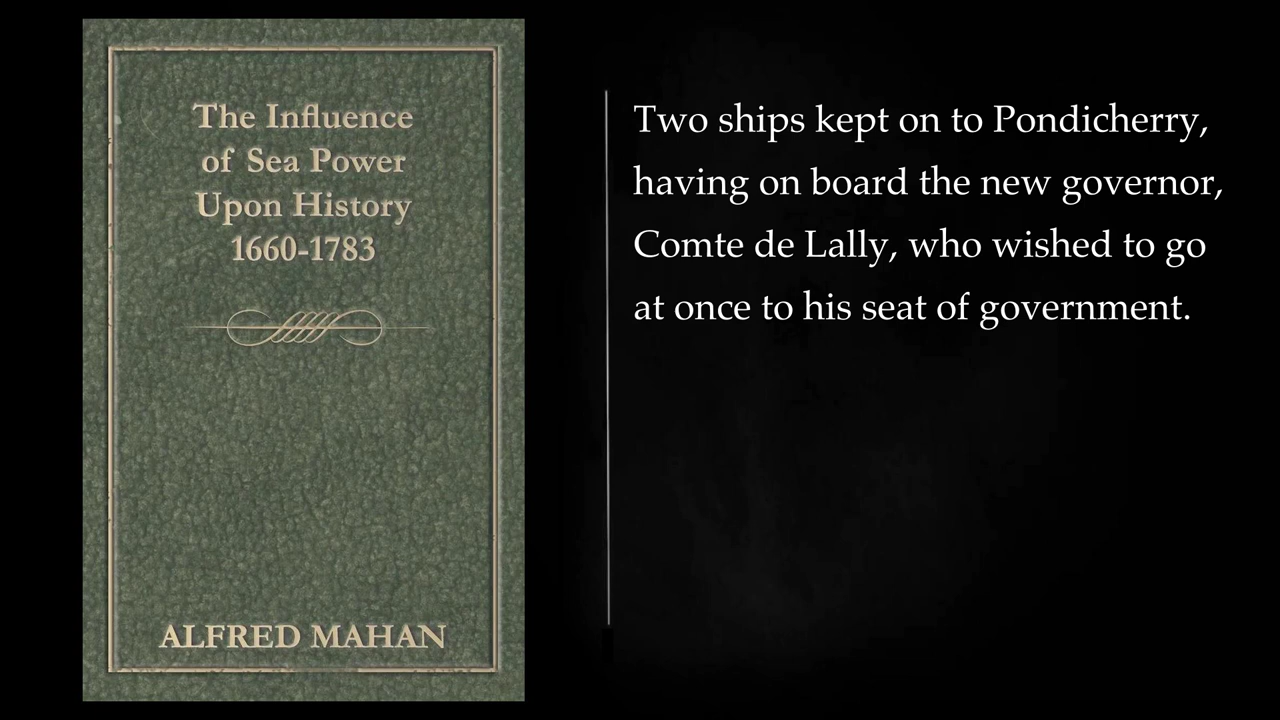 The Influence
of Sea Power
Upon History
1660-1783
ALFRED MAHAN
Two ships kept on to Pondicherry,
having on board the new governor,
Comte de Lally, who wished to go
at once to his seat of government.